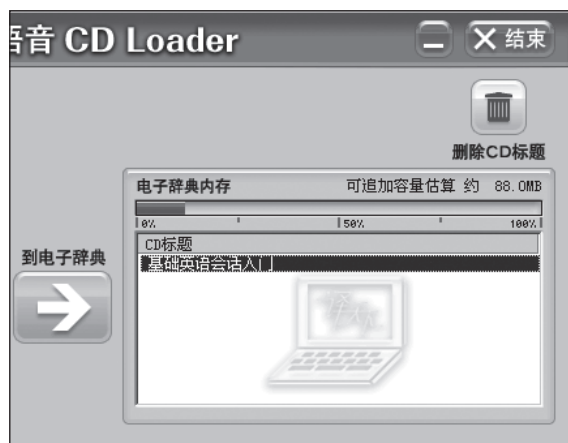 语音 CD Loader
结束
删除CD标题
电子辞典内存 可追加容量估算 约 88.0MB
0% 50% 100%
CD标题
基础英语会话入门
到电子辞典